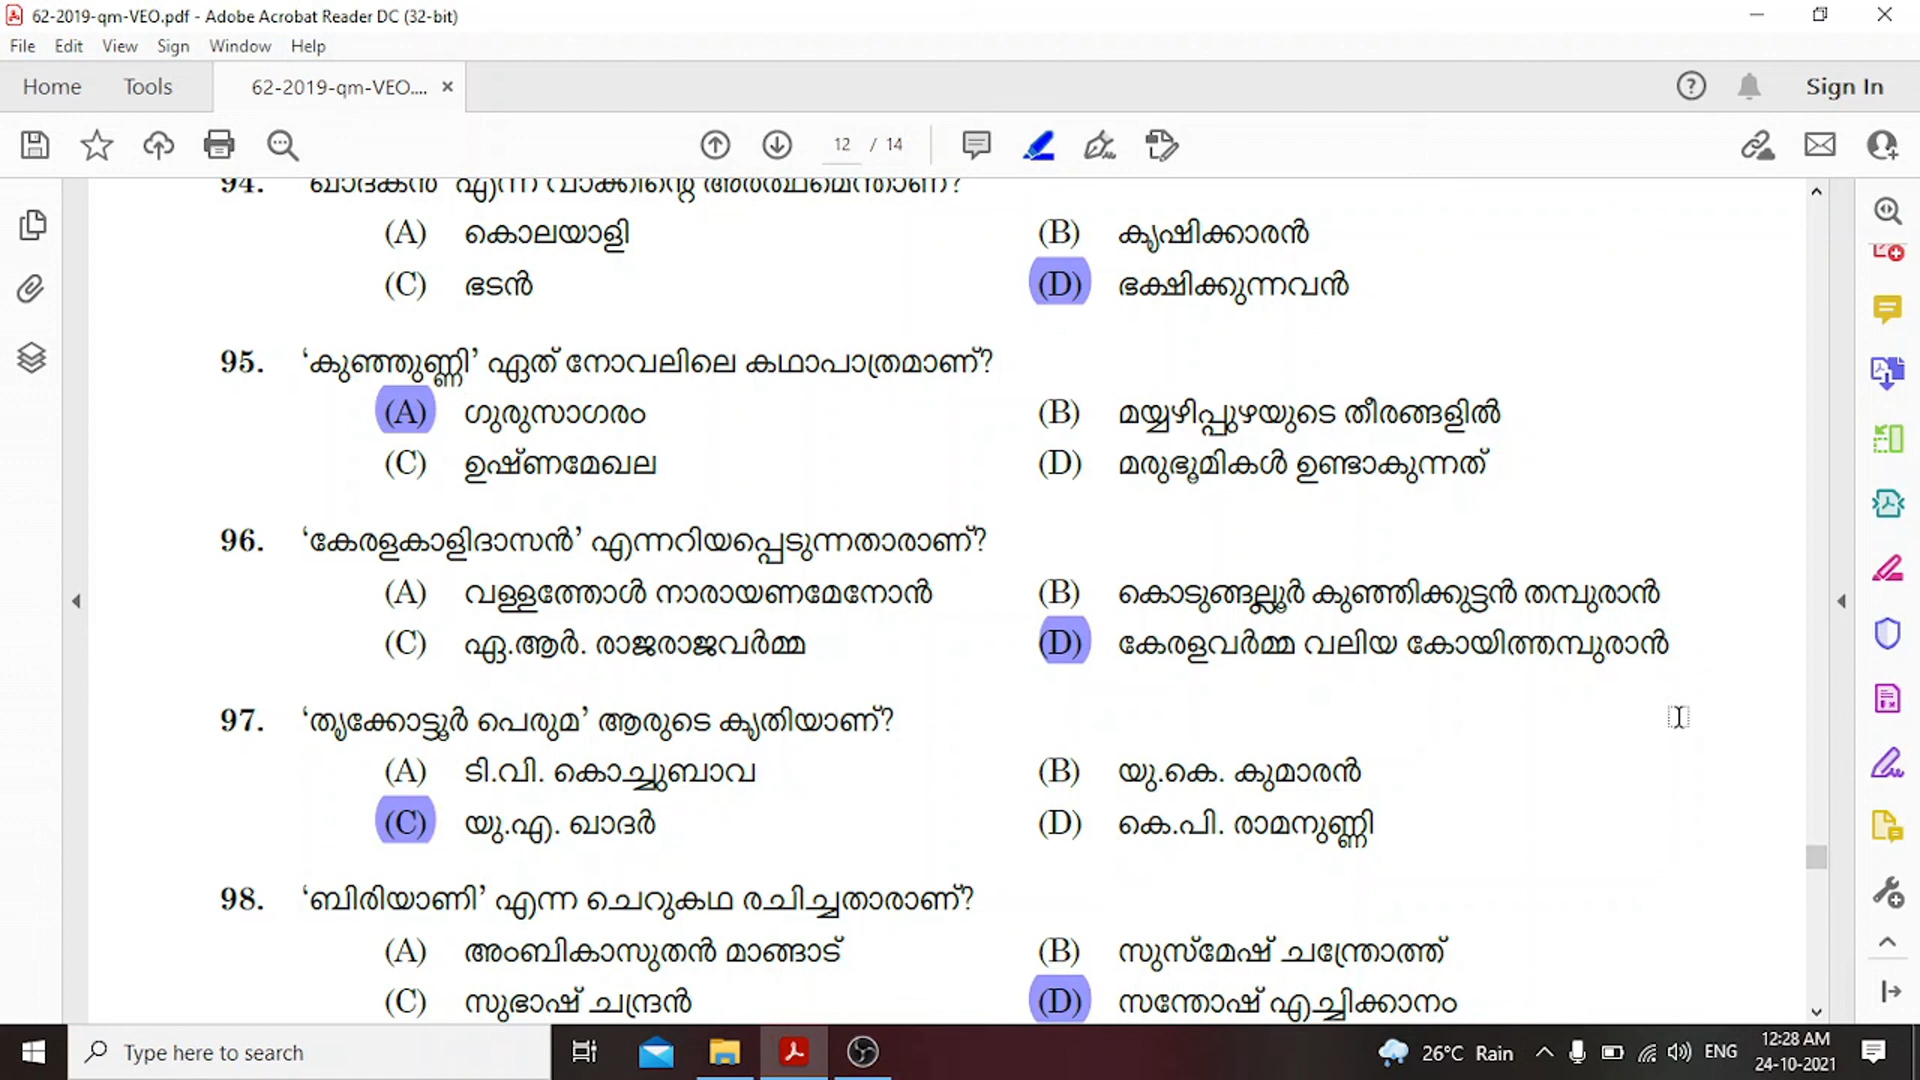 62-2019-qm-VEO.pdf - Adobe Acrobat Reader DC (32-bit)
File Edit View Sign Window Help
Home Tools 62-2019-qm-VEO.... × Sign In
12 / 14
94. 'ഖാദകൻ' എന്ന വാക്കിന്റെ അർത്ഥമെന്താണ്?
(A) കൊലയാളി (B) കൃഷിക്കാരൻ
(C) ഭടൻ (D) ഭക്ഷിക്കുന്നവൻ
95. ‘കുഞ്ഞുണ്ണി’ ഏത് നോവലിലെ കഥാപാത്രമാണ്?
(A) ഗുരുസാഗരം (B) മയ്യഴിപ്പുഴയുടെ തീരങ്ങളിൽ
(C) ഉഷ്ണമേഖല (D) മരുഭൂമികൾ ഉണ്ടാകുന്നത്
96. ‘കേരളകാളിദാസൻ’ എന്നറിയപ്പെടുന്നതാരാണ്?
(A) വള്ളത്തോൾ നാരായണമേനോൻ (B) കൊടുങ്ങല്ലൂർ കുഞ്ഞിക്കുട്ടൻ തമ്പുരാൻ
(C) ഏ.ആർ. രാജരാജവർമ്മ (D) കേരളവർമ്മ വലിയ കോയിത്തമ്പുരാൻ
97. ‘തൃക്കോട്ടൂർ പെരുമ’ ആരുടെ കൃതിയാണ്?
(A) ടി.വി. കൊച്ചുബാവ (B) യു.കെ. കുമാരൻ
(C) യു.എ. ഖാദർ (D) കെ.പി. രാമനുണ്ണി
98. ‘ബിരിയാണി’ എന്ന ചെറുകഥ രചിച്ചതാരാണ്?
(A) അംബികാസുതൻ മാങ്ങാട് (B) സുസ്മേഷ് ചന്ത്രോത്ത്
(C) സുഭാഷ് ചന്ദ്രൻ (D) സന്തോഷ് എച്ചിക്കാനം
Type here to search 26°C Rain ENG 12:28 AM
24-10-2021